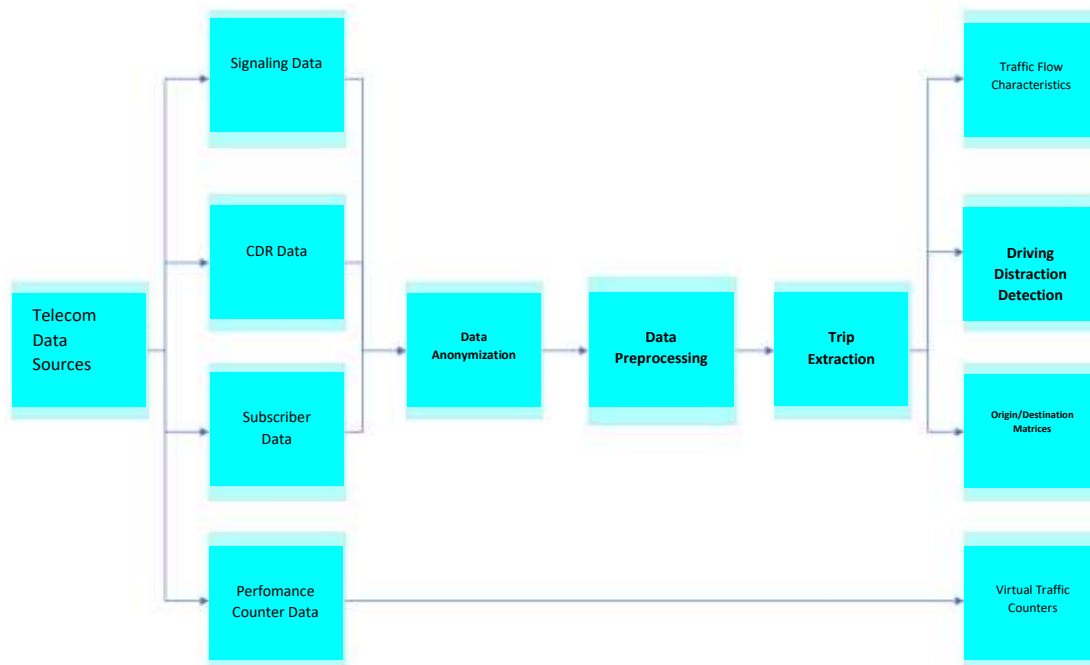 Telecom
Data
Sources
Signaling Data
CDR Data
Subscriber
Data
Perfomance
Counter Data
Data
Anonymization
Data
Preprocessing
Trip
Extraction
Traffic Flow
Characteristics
Driving
Distraction
Detection
Origin/Destination
Matrices
Virtual Traffic
Counters